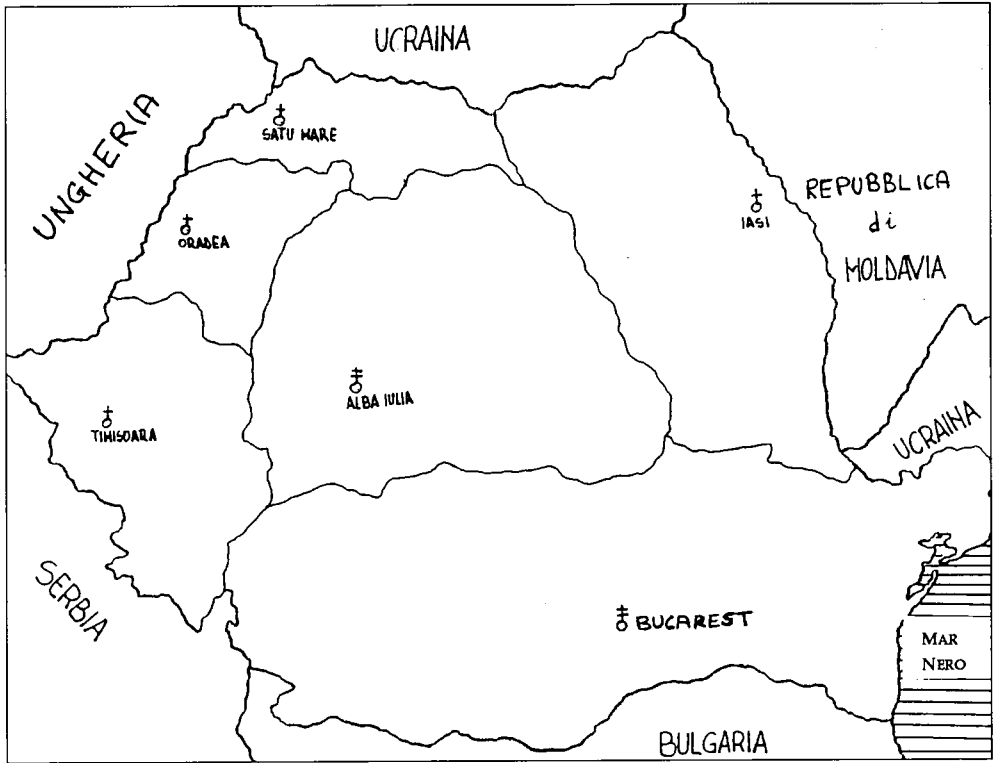 UCRAINA
UNGHERIA
SATU MARE
ORADEA
IASI
REPUBBLICA
di
MOLDAVIA
ALBA IULIA
TIMISOARA
UCRAINA
SERBIA
BUCAREST
MAR
NERO
BULGARIA